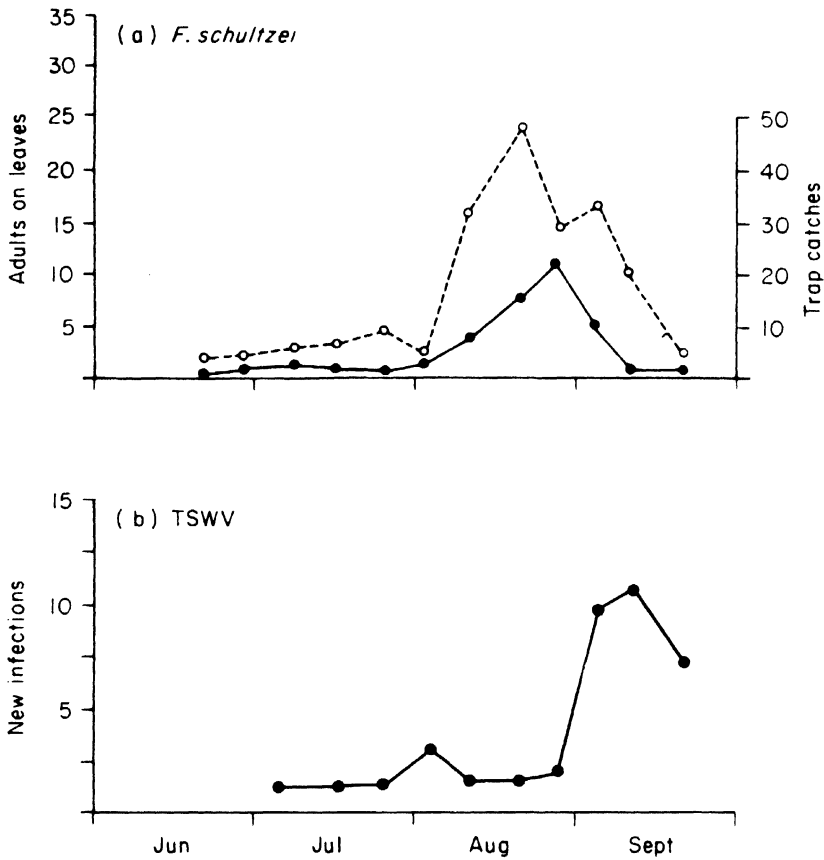 (a) F. schultzei
35
30
25
20
15
10
5
Adults on leaves
50
40
30
20
10
Trap catches
(b) TSWV
15
10
5
New infections
Jun Jul Aug Sept